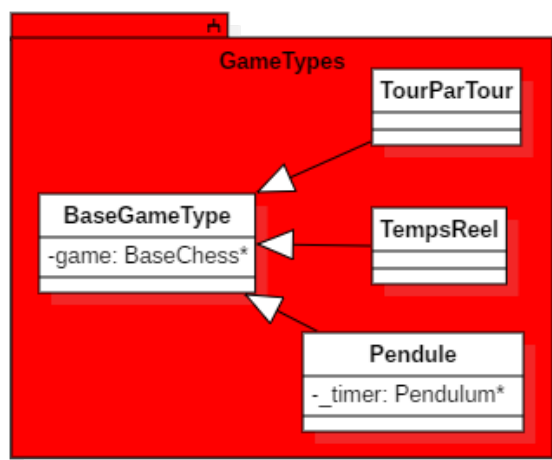 GameTypes
TourParTour
BaseGameType
-game: BaseChess*
TempsReel
Pendule
-_timer: Pendulum*